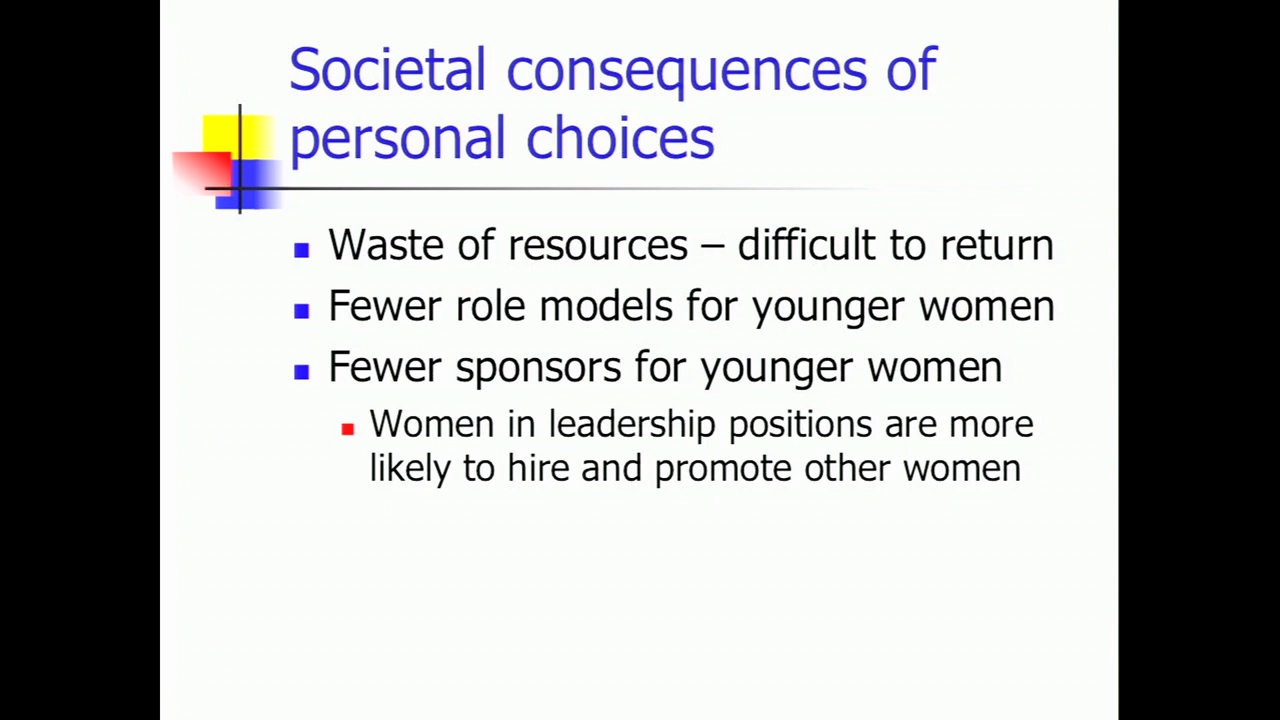 Societal consequences of
personal choices
Waste of resources – difficult to return
Fewer role models for younger women
Fewer sponsors for younger women
Women in leadership positions are more
likely to hire and promote other women